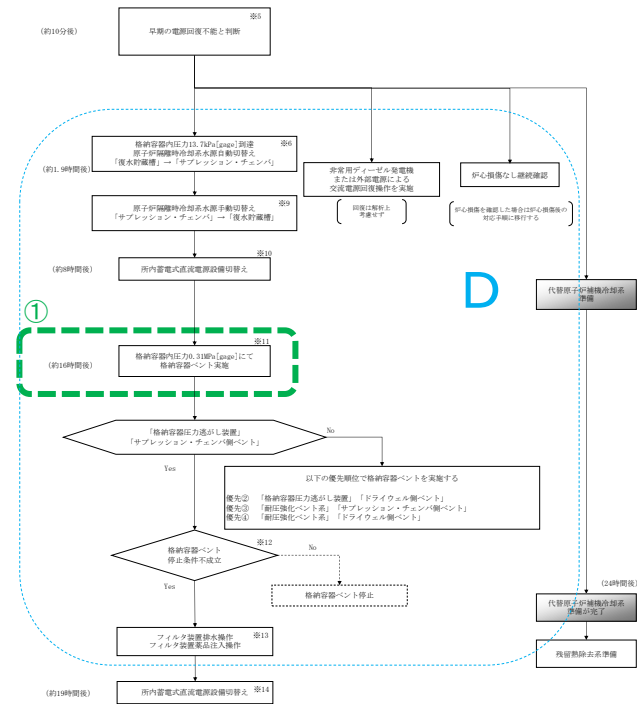 ※5
(約10分後)
早期の電源回復不能と判断
※6
格納容器内圧力13.7kPa[gage]到達
原子炉隔離時冷却系水源自動切替え
「復水貯蔵槽」→「サプレッション・チェンバ」
(約1.9時間後)
※9
原子炉隔離時冷却系水源手動切替え
「サプレッション・チェンバ」→「復水貯蔵槽」
非常用ディーゼル発電機
または外部電源による
交流電源回復操作を実施
回復は解析上
考慮せず
炉心損傷なし継続確認
炉心損傷を確認した場合は炉心損傷後の
対応手順に移行する
※10
(約8時間後)
所内蓄電式直流電源設備切替え
D
代替原子炉補機冷却系
準備
①
※11
(約16時間後)
格納容器内圧力0.31MPa[gage]にて
格納容器ベント実施
「格納容器圧力逃がし装置」
「サプレッション・チェンバ側ベント」
No
Yes
以下の優先順位で格納容器ベントを実施する
優先② 「格納容器圧力逃がし装置」「ドライウェル側ベント」
優先③ 「耐圧強化ベント系」「サプレッション・チェンバ側ベント」
優先④ 「耐圧強化ベント系」「ドライウェル側ベント」
※12
格納容器ベント
停止条件不成立
No
Yes
格納容器ベント停止
(24時間後)
代替原子炉補機冷却系
準備が完了
※13
フィルタ装置排水操作
フィルタ装置薬品注入操作
残留熱除去系準備
※14
(約19時間後)
所内蓄電式直流電源設備切替え